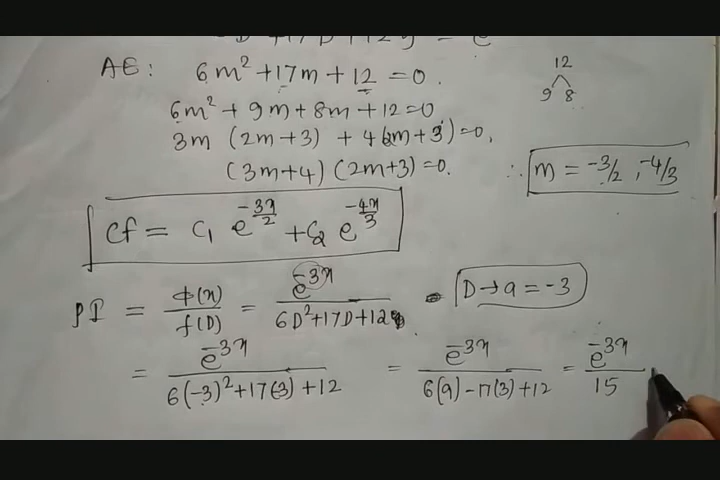 AE: 6m² + 17m + 12 = 0.
12
9 8
6m² + 9m + 8m + 12 = 0
3m (2m + 3) + 4(2m + 3) = 0,
(3m+4) (2m+3) = 0. ∴ m = -3/2, -4/3
Cf = C₁ e^(-3x/2) + C₂ e^(-4x/3)
PI = ϕ(x)/f(D) = e^(-3x)/(6D²+17D+12) D→a = -3
= e^(-3x)/(6(-3)²+17(-3)+12) = e^(-3x)/(6(9)-17(3)+12) = e^(-3x)/15